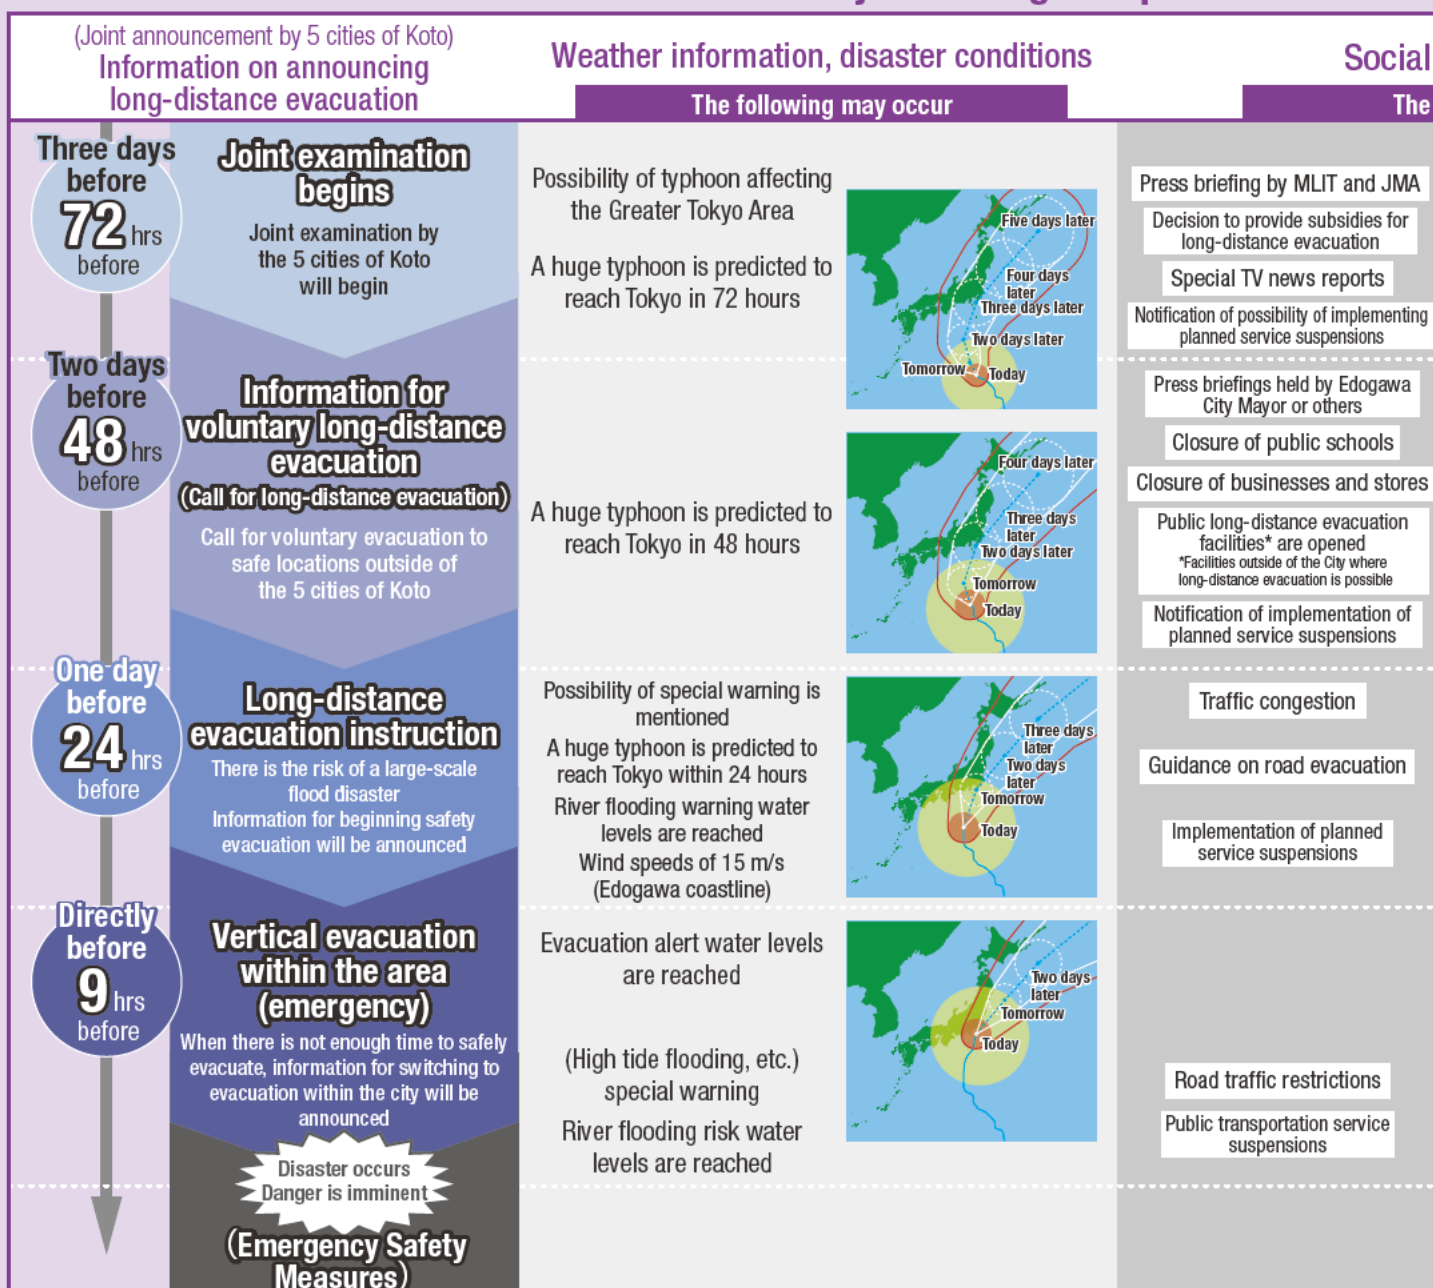 (Joint announcement by 5 cities of Koto)
Information on announcing
long-distance evacuation
Weather information, disaster conditions
The following may occur
Social
The
Three days
before
72 hrs
before
Joint examination
begins
Joint examination by
the 5 cities of Koto
will begin
Possibility of typhoon affecting
the Greater Tokyo Area
A huge typhoon is predicted to
reach Tokyo in 72 hours
Five days later
Four days
later
Three days later
Two days later
Tomorrow
Today
Press briefing by MLIT and JMA
Decision to provide subsidies for
long-distance evacuation
Special TV news reports
Notification of possibility of implementing
planned service suspensions
Two days
before
48 hrs
before
Information for
voluntary long-distance
evacuation
(Call for long-distance evacuation)
Call for voluntary evacuation to
safe locations outside of
the 5 cities of Koto
A huge typhoon is predicted to
reach Tokyo in 48 hours
Four days later
Three days
later
Two days later
Tomorrow
Today
Press briefings held by Edogawa
City Mayor or others
Closure of public schools
Closure of businesses and stores
Public long-distance evacuation
facilities* are opened
*Facilities outside of the City where
long-distance evacuation is possible
Notification of implementation of
planned service suspensions
One day
before
24 hrs
before
Long-distance
evacuation instruction
There is the risk of a large-scale
flood disaster
Information for beginning safety
evacuation will be announced
Possibility of special warning is
mentioned
A huge typhoon is predicted to
reach Tokyo within 24 hours
River flooding warning water
levels are reached
Wind speeds of 15 m/s
(Edogawa coastline)
Three days
later
Two days
later
Tomorrow
Today
Traffic congestion
Guidance on road evacuation
Implementation of planned
service suspensions
Directly
before
9 hrs
before
Vertical evacuation
within the area
(emergency)
When there is not enough time to safely
evacuate, information for switching to
evacuation within the city will be
announced
Evacuation alert water levels
are reached
(High tide flooding, etc.)
special warning
River flooding risk water
levels are reached
Two days
later
Tomorrow
Today
Road traffic restrictions
Public transportation service
suspensions
Disaster occurs
Danger is imminent
(Emergency Safety
Measures)